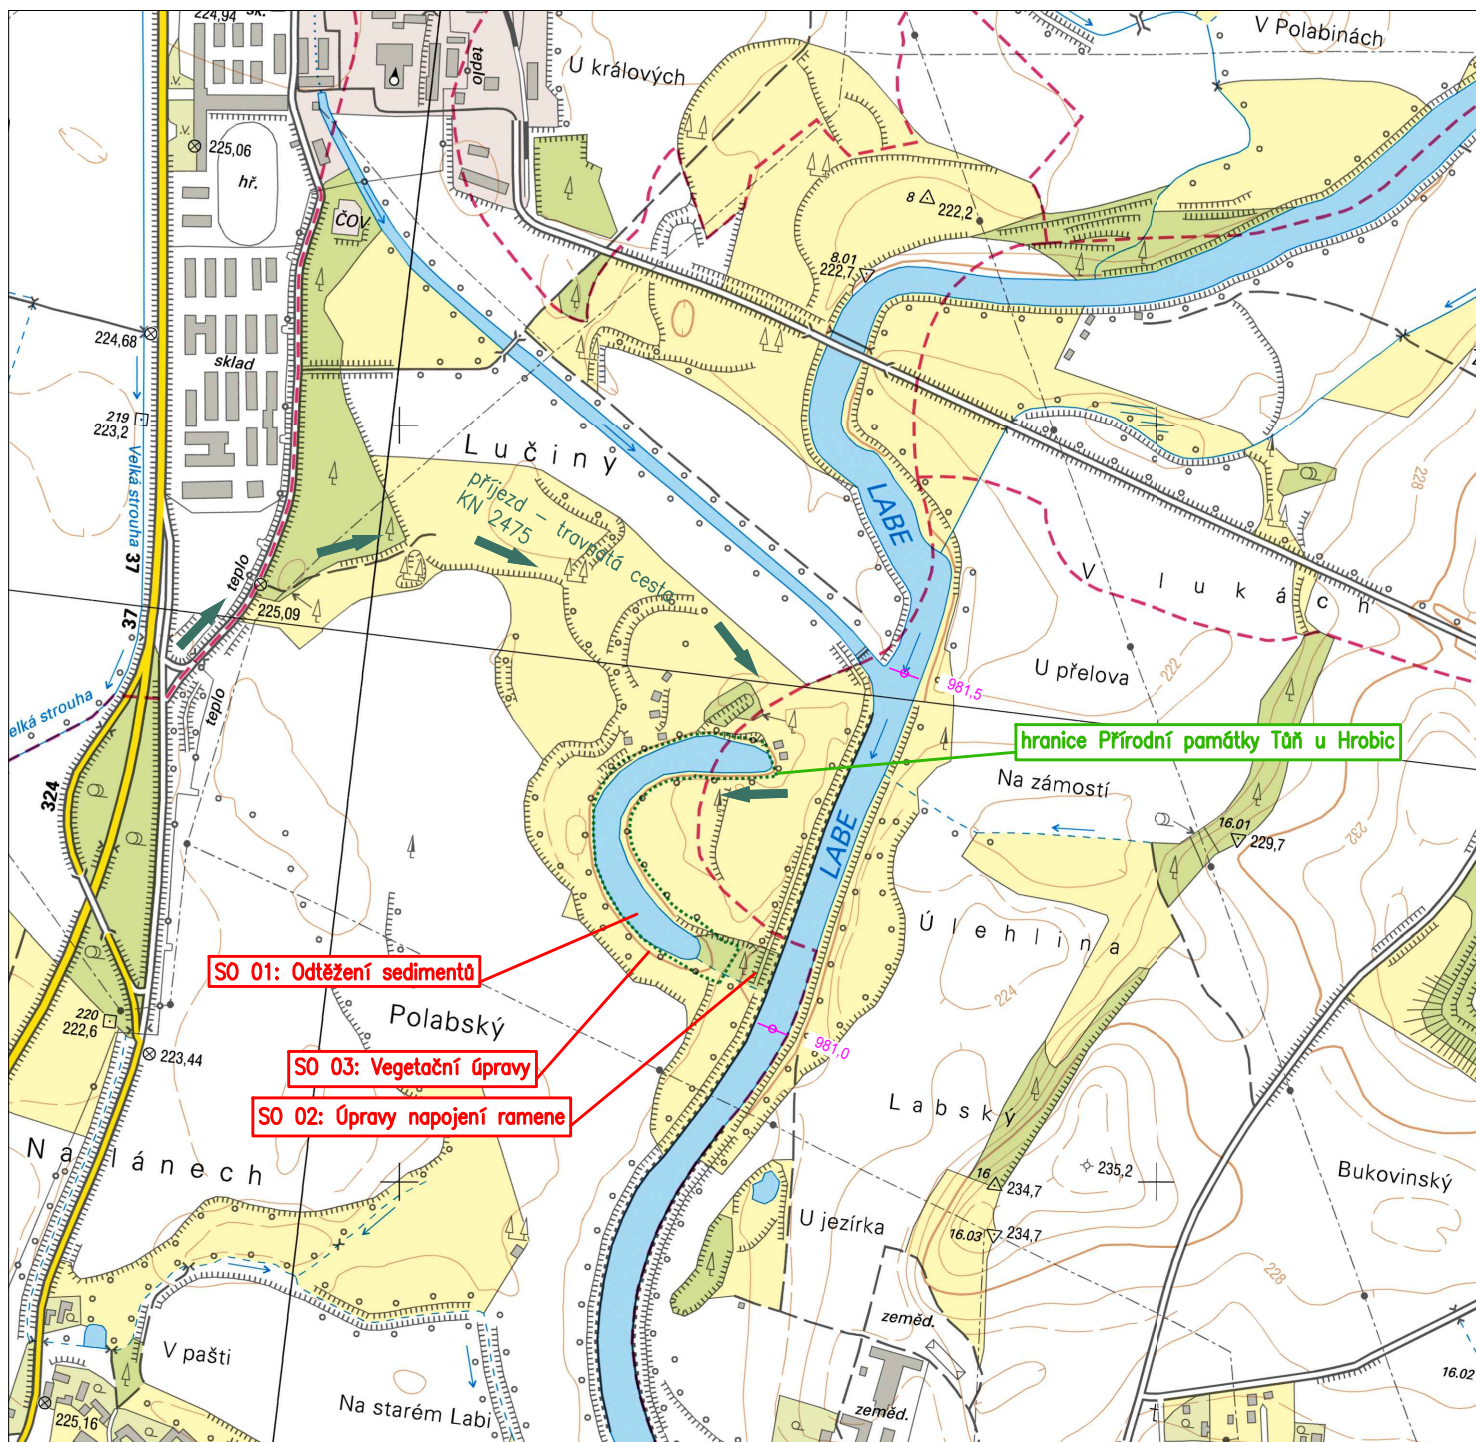 224,94
sk.
V Polabinách
U králových
teplo
225,06
hř.
ČOV
8
222,2
8.01
222,7
224,68
sklad
219
223,2
Velká strouha
37
Lučiny
příjezd – travnatá cesta
KN 2475
LABE
228
V lukách
teplo
225,09
37
U přelova
222
981,5
teplo
elká strouha
hranice Přírodní památky Tůň u Hrobic
324
Na zámostí
16.01
229,7
232
LABE
Úlehlina
SO 01: Odtěžení sedimentů
224
220
222,6
Polabský
223,44
981,0
SO 03: Vegetační úpravy
SO 02: Úpravy napojení ramene
Labský
Na lánech
235,2
16
234,7
Bukovinský
U jezírka
16.03
234,7
228
zeměd.
V pašti
16.02
Na starém Labi
zeměd.
225,16